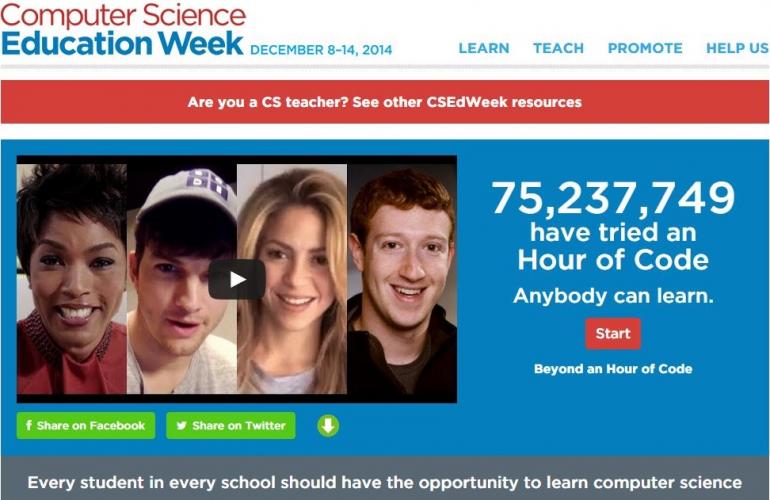 Computer Science
Education Week DECEMBER 8-14, 2014
LEARN TEACH PROMOTE HELP US
Are you a CS teacher? See other CSEdWeek resources
75,237,749
have tried an
Hour of Code
Anybody can learn.
Start
Beyond an Hour of Code
Share on Facebook Share on Twitter
Every student in every school should have the opportunity to learn computer science